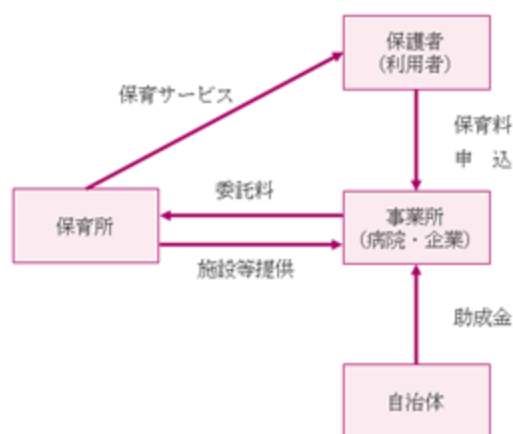 保護者
(利用者)
保育サービス
保育料
申　込
委託料
保育所
事業所
(病院・企業)
施設等提供
助成金
自治体